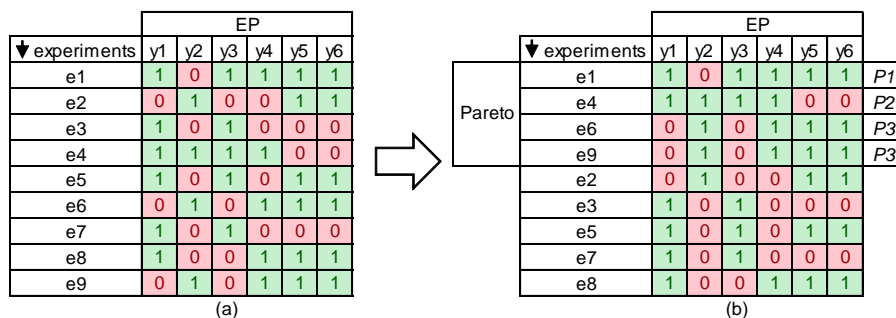 EP
experiments y1 y2 y3 y4 y5 y6
e1 1 0 1 1 1 1
e2 0 1 0 0 1 1
e3 1 0 1 0 0 0
e4 1 1 1 1 0 0
e5 1 0 1 0 1 1
e6 0 1 0 1 1 1
e7 1 0 1 0 0 0
e8 1 0 0 1 1 1
e9 0 1 0 1 1 1
(a)
EP
experiments y1 y2 y3 y4 y5 y6
Pareto
e1 1 0 1 1 1 1 P1
e4 1 1 1 1 0 0 P2
e6 0 1 0 1 1 1 P3
e9 0 1 0 1 1 1 P3
e2 0 1 0 0 1 1
e3 1 0 1 0 0 0
e5 1 0 1 0 1 1
e7 1 0 1 0 0 0
e8 1 0 0 1 1 1
(b)